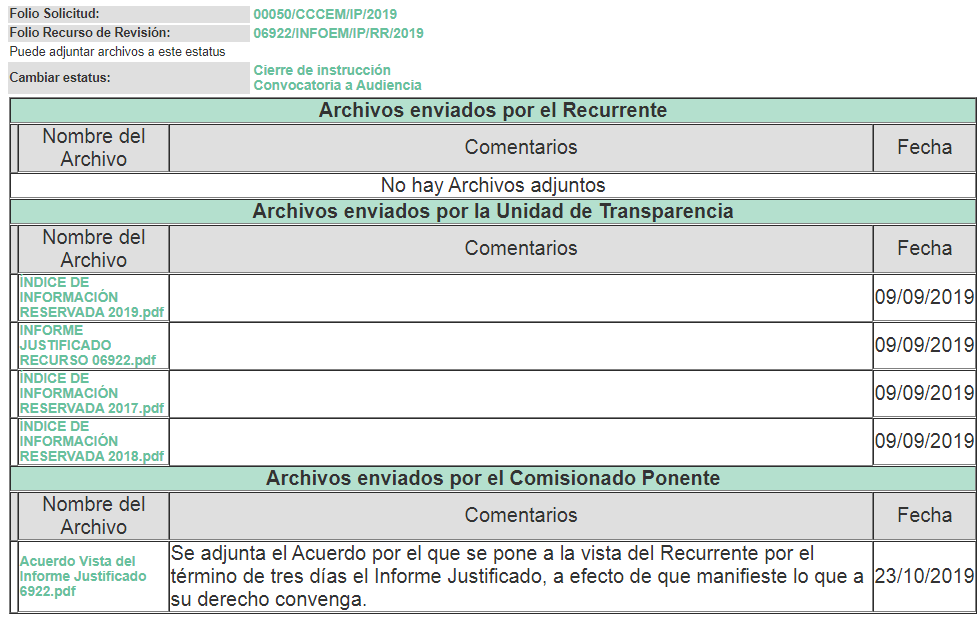 Folio Solicitud: 00050/CCCEM/IP/2019
Folio Recurso de Revisión: 06922/INFOEM/IP/RR/2019
Puede adjuntar archivos a este estatus
Cambiar estatus: Cierre de instrucción
Convocatoria a Audiencia
Archivos enviados por el Recurrente
Nombre del
Archivo
Comentarios
Fecha
No hay Archivos adjuntos
Archivos enviados por la Unidad de Transparencia
Nombre del
Archivo
Comentarios
Fecha
INDICE DE
INFORMACIÓN
RESERVADA 2019.pdf
09/09/2019
INFORME
JUSTIFICADO
RECURSO 06922.pdf
09/09/2019
INDICE DE
INFORMACIÓN
RESERVADA 2017.pdf
09/09/2019
INDICE DE
INFORMACIÓN
RESERVADA 2018.pdf
09/09/2019
Archivos enviados por el Comisionado Ponente
Nombre del
Archivo
Comentarios
Fecha
Acuerdo Vista del
Informe Justificado
6922.pdf
Se adjunta el Acuerdo por el que se pone a la vista del Recurrente por el
término de tres días el Informe Justificado, a efecto de que manifieste lo que a
su derecho convenga.
23/10/2019